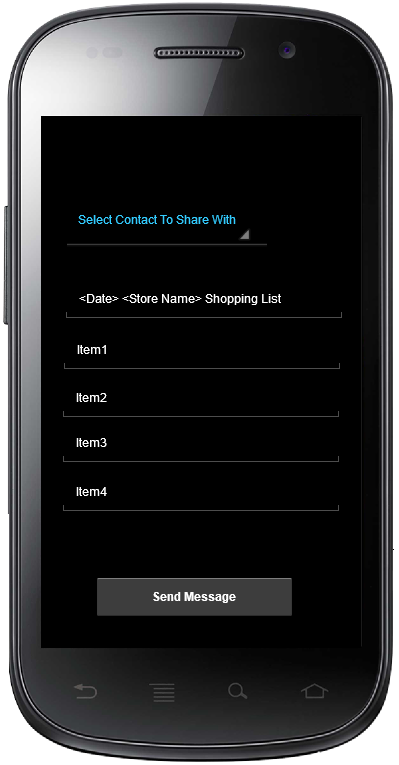 Select Contact To Share With
<Date> <Store Name> Shopping List
Item1
Item2
Item3
Item4
Send Message